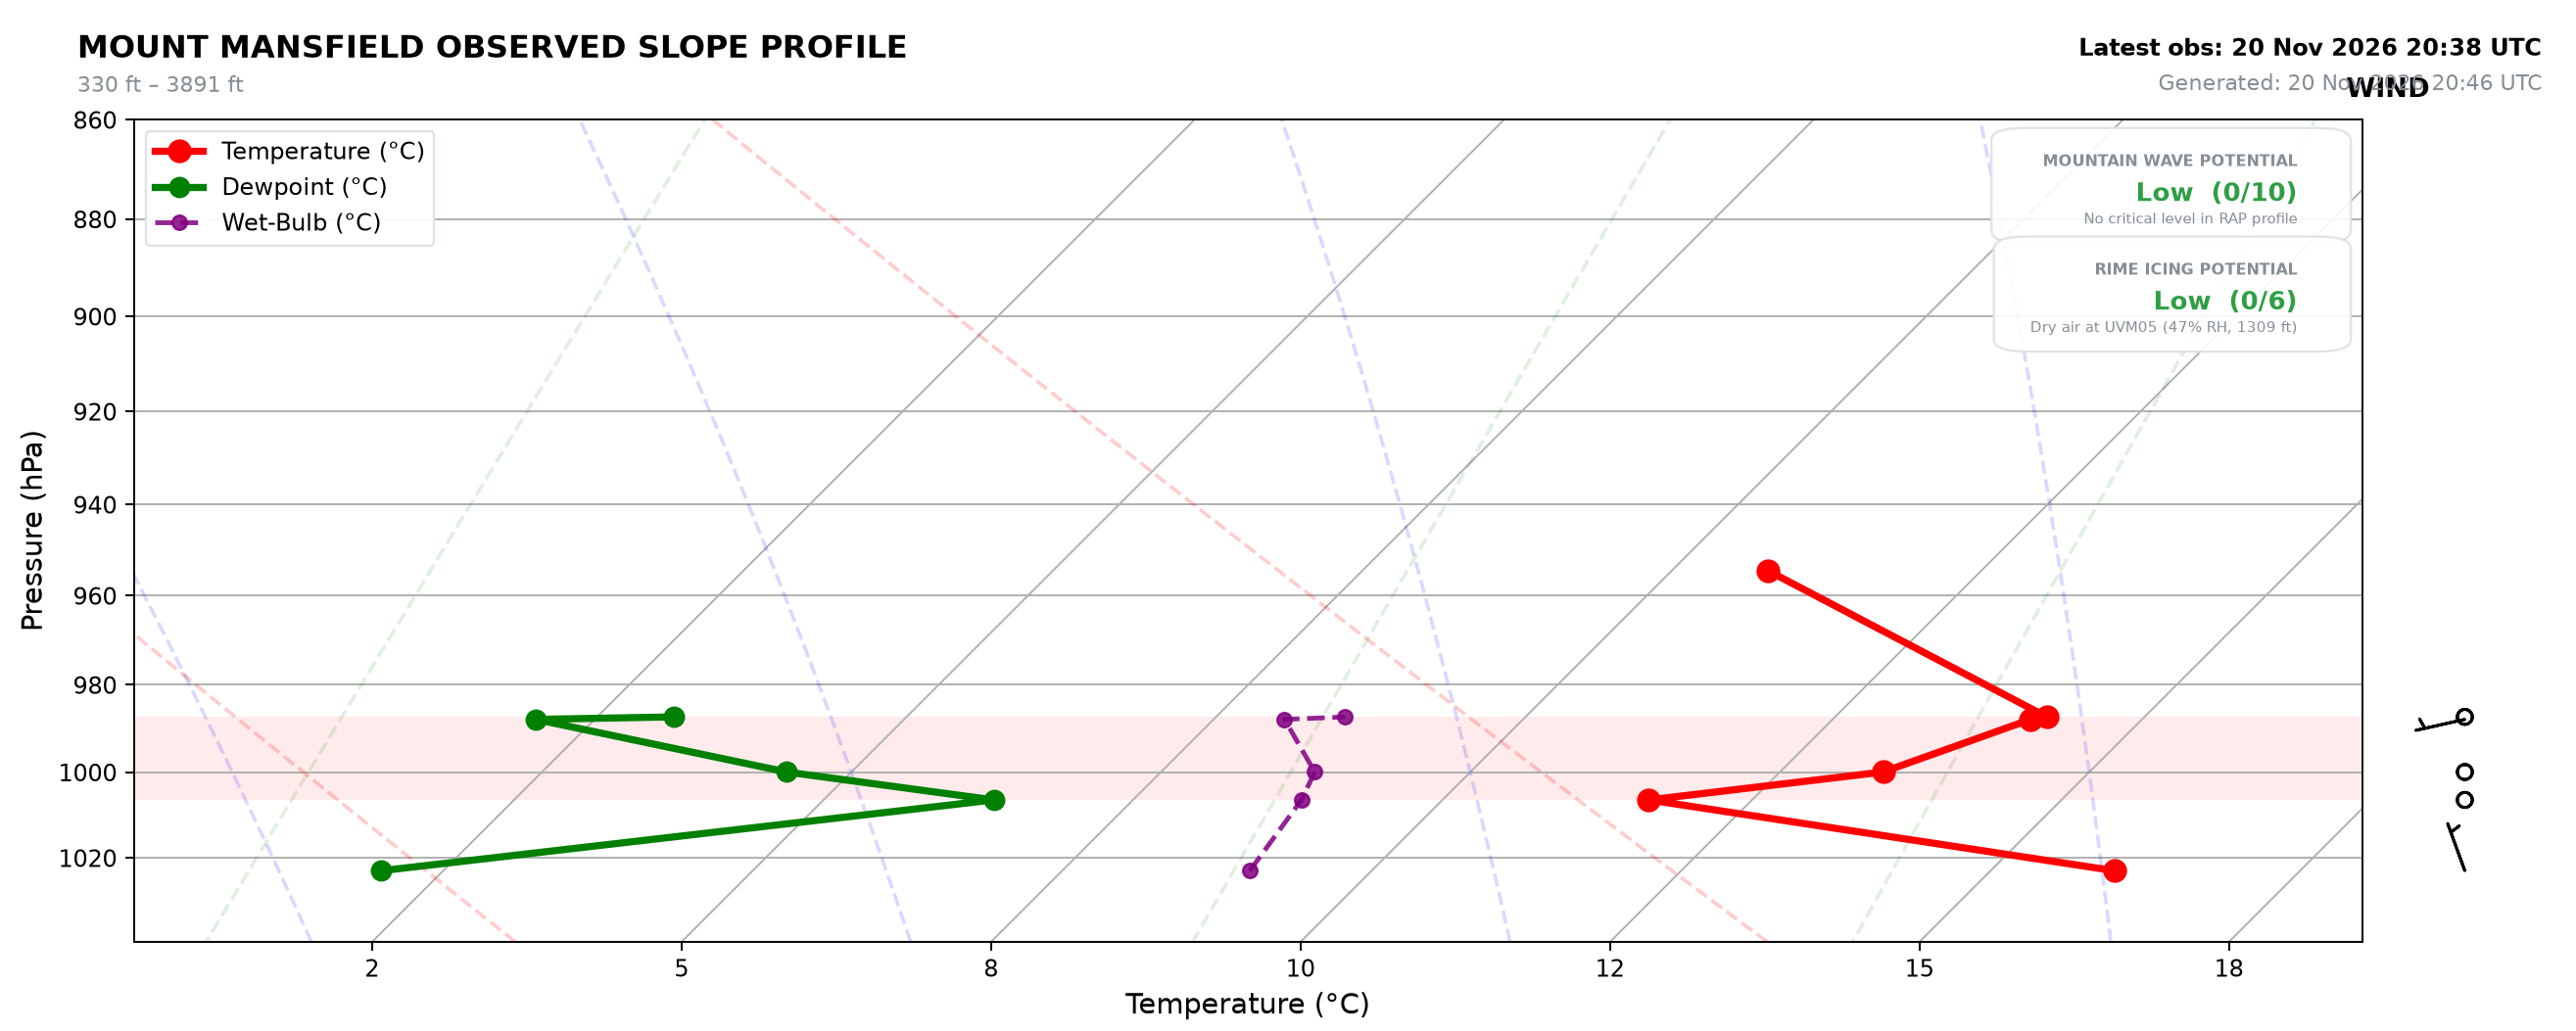 MOUNT MANSFIELD OBSERVED SLOPE PROFILE
330 ft – 3891 ft
Latest obs: 20 Nov 2026 20:38 UTC
Generated: 20 Nov 2026 20:46 UTC
WIND
Temperature (°C)
Dewpoint (°C)
Wet-Bulb (°C)
MOUNTAIN WAVE POTENTIAL
Low (0/10)
No critical level in RAP profile
RIME ICING POTENTIAL
Low (0/6)
Dry air at UVM05 (47% RH, 1309 ft)
Pressure (hPa)
860
880
900
920
940
960
980
1000
1020
2
5
8
10
12
15
18
Temperature (°C)